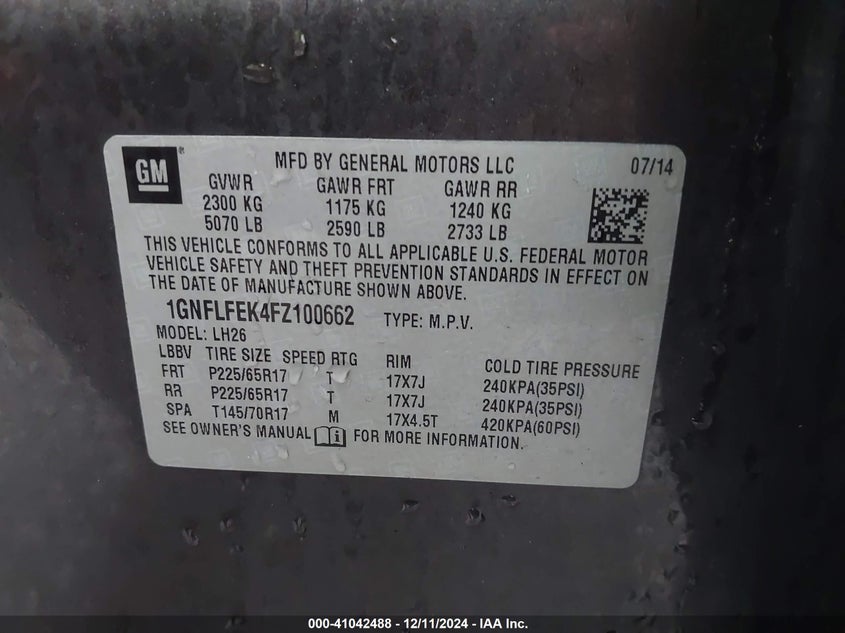 GM ® MFD BY GENERAL MOTORS LLC 07/14
GVWR GAWR FRT GAWR RR
2300 KG 1175 KG 1240 KG
5070 LB 2590 LB 2733 LB
THIS VEHICLE CONFORMS TO ALL APPLICABLE U.S. FEDERAL MOTOR
VEHICLE SAFETY AND THEFT PREVENTION STANDARDS IN EFFECT ON
THE DATE OF MANUFACTURE SHOWN ABOVE.
1GNFLFEK4FZ100662 TYPE: M.P.V.
MODEL: LH26
LBBV TIRE SIZE SPEED RTG RIM COLD TIRE PRESSURE
FRT P225/65R17 T 17X7J 240KPA(35PSI)
RR P225/65R17 T 17X7J 240KPA(35PSI)
SPA T145/70R17 M 17X4.5T 420KPA(60PSI)
SEE OWNER'S MANUAL FOR MORE INFORMATION.
000-41042488 - 12/11/2024 - IAA Inc.